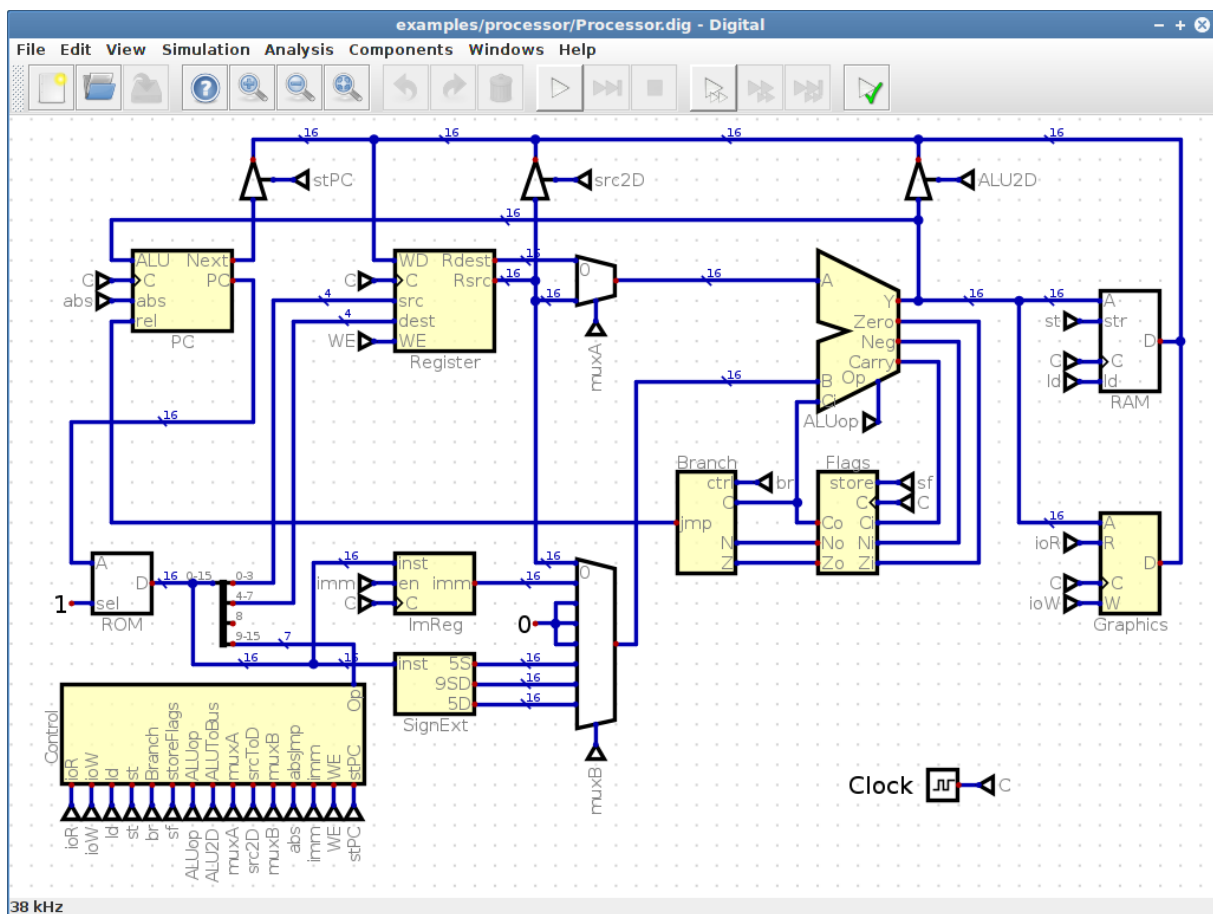 examples/processor/Processor.dig - Digital
File Edit View Simulation Analysis Components Windows Help
16 16 16 16
stPC src2D ALU2D
16
ALU Next
C C PC
abs abs
rel
PC
WD Rdest 16
C C Rsrc 16
4 src
4 dest
WE WE
Register
0
16
muxA
16
A
Y 16 16
Zero
Neg
Carry
16
B Op
Ci
ALUop
A
st str
D
C C
ld ld
RAM
16
Branch
ctrl br
C
jmp
N
Z
Flags
store sf
C C
Co Ci
No Ni
Zo Zi
16
A
ioR R
D
C C
ioW W
Graphics
A
D 16
1 sel
ROM
0-15 0-3
4-7
8
9-15 7
16 16
16 inst
imm en imm 16
C C
ImReg
16
0
0
inst 5S 16
9SD 16
5D 16
SignExt
muxB
Control
Op
ioR ioW ld st Branch storeFlags ALUop ALUToBus muxA srcToD muxB absJmp imm WE stPC
ioR ioW ld st br sf ALUop ALU2D muxA src2D muxB abs imm WE stPC
Clock C
38 kHz